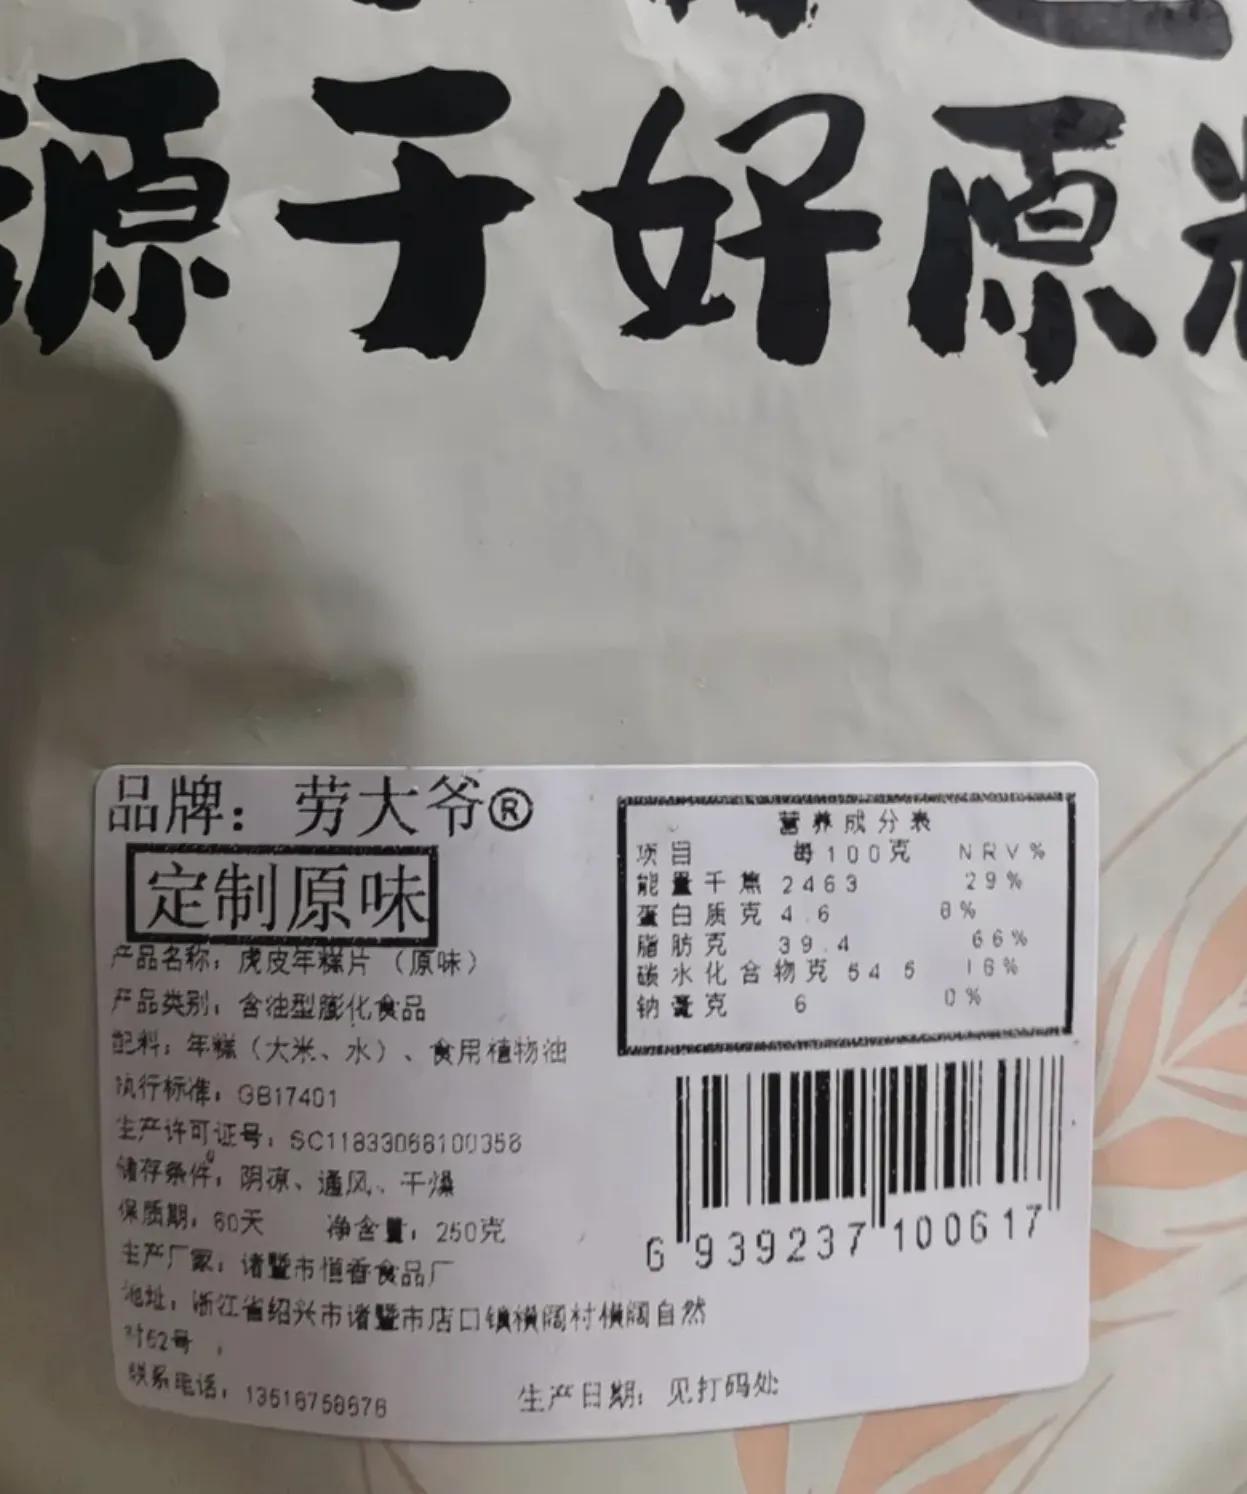 源于好原料
品牌：劳大爷®
定制原味
产品名称：虎皮年糕片（原味）
产品类别：含油型膨化食品
配料：年糕（大米、水）、食用植物油
执行标准：GB17401
生产许可证号：SC11833068100358
储存条件：阴凉、通风、干燥
保质期：60天 净含量：250克
生产厂家：诸暨市恒香食品厂
地址：浙江省绍兴市诸暨市店口镇横阔村横阔自然
村62号
联系电话：
生产日期：见打码处
营养成分表
项目 每100克 NRV%
能量千焦 2463 29%
蛋白质克 4.6 8%
脂肪克 39.4 66%
碳水化合物克 54.5 18%
钠毫克 6 0%
6 939237 100617